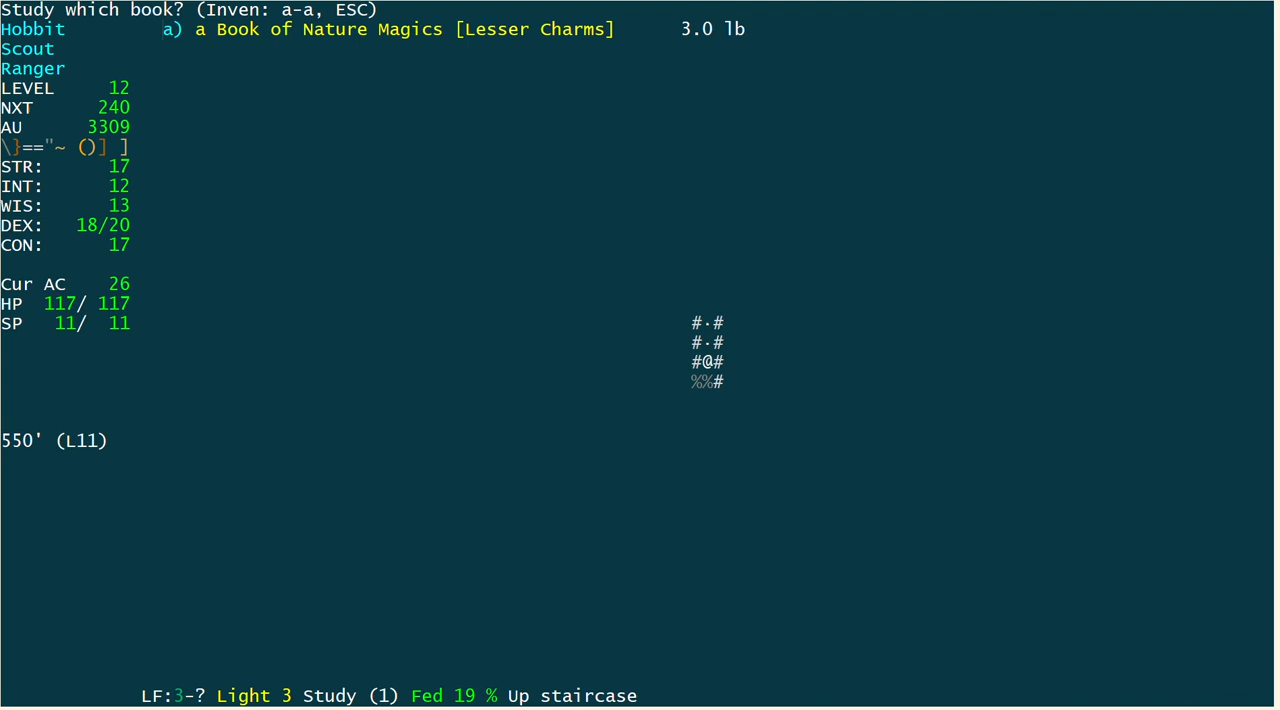 Study which book? (Inven: a-a, ESC)
Hobbit a) a Book of Nature Magics [Lesser Charms] 3.0 lb
Scout
Ranger
LEVEL 12
NXT 240
AU 3309
\}=="~ ()] ]
STR: 17
INT: 12
WIS: 13
DEX: 18/20
CON: 17
Cur AC 26
HP 117/ 117
SP 11/ 11
#·#
#·#
#@#
%%#
550' (L11)
LF:3-? Light 3 Study (1) Fed 19 % Up staircase